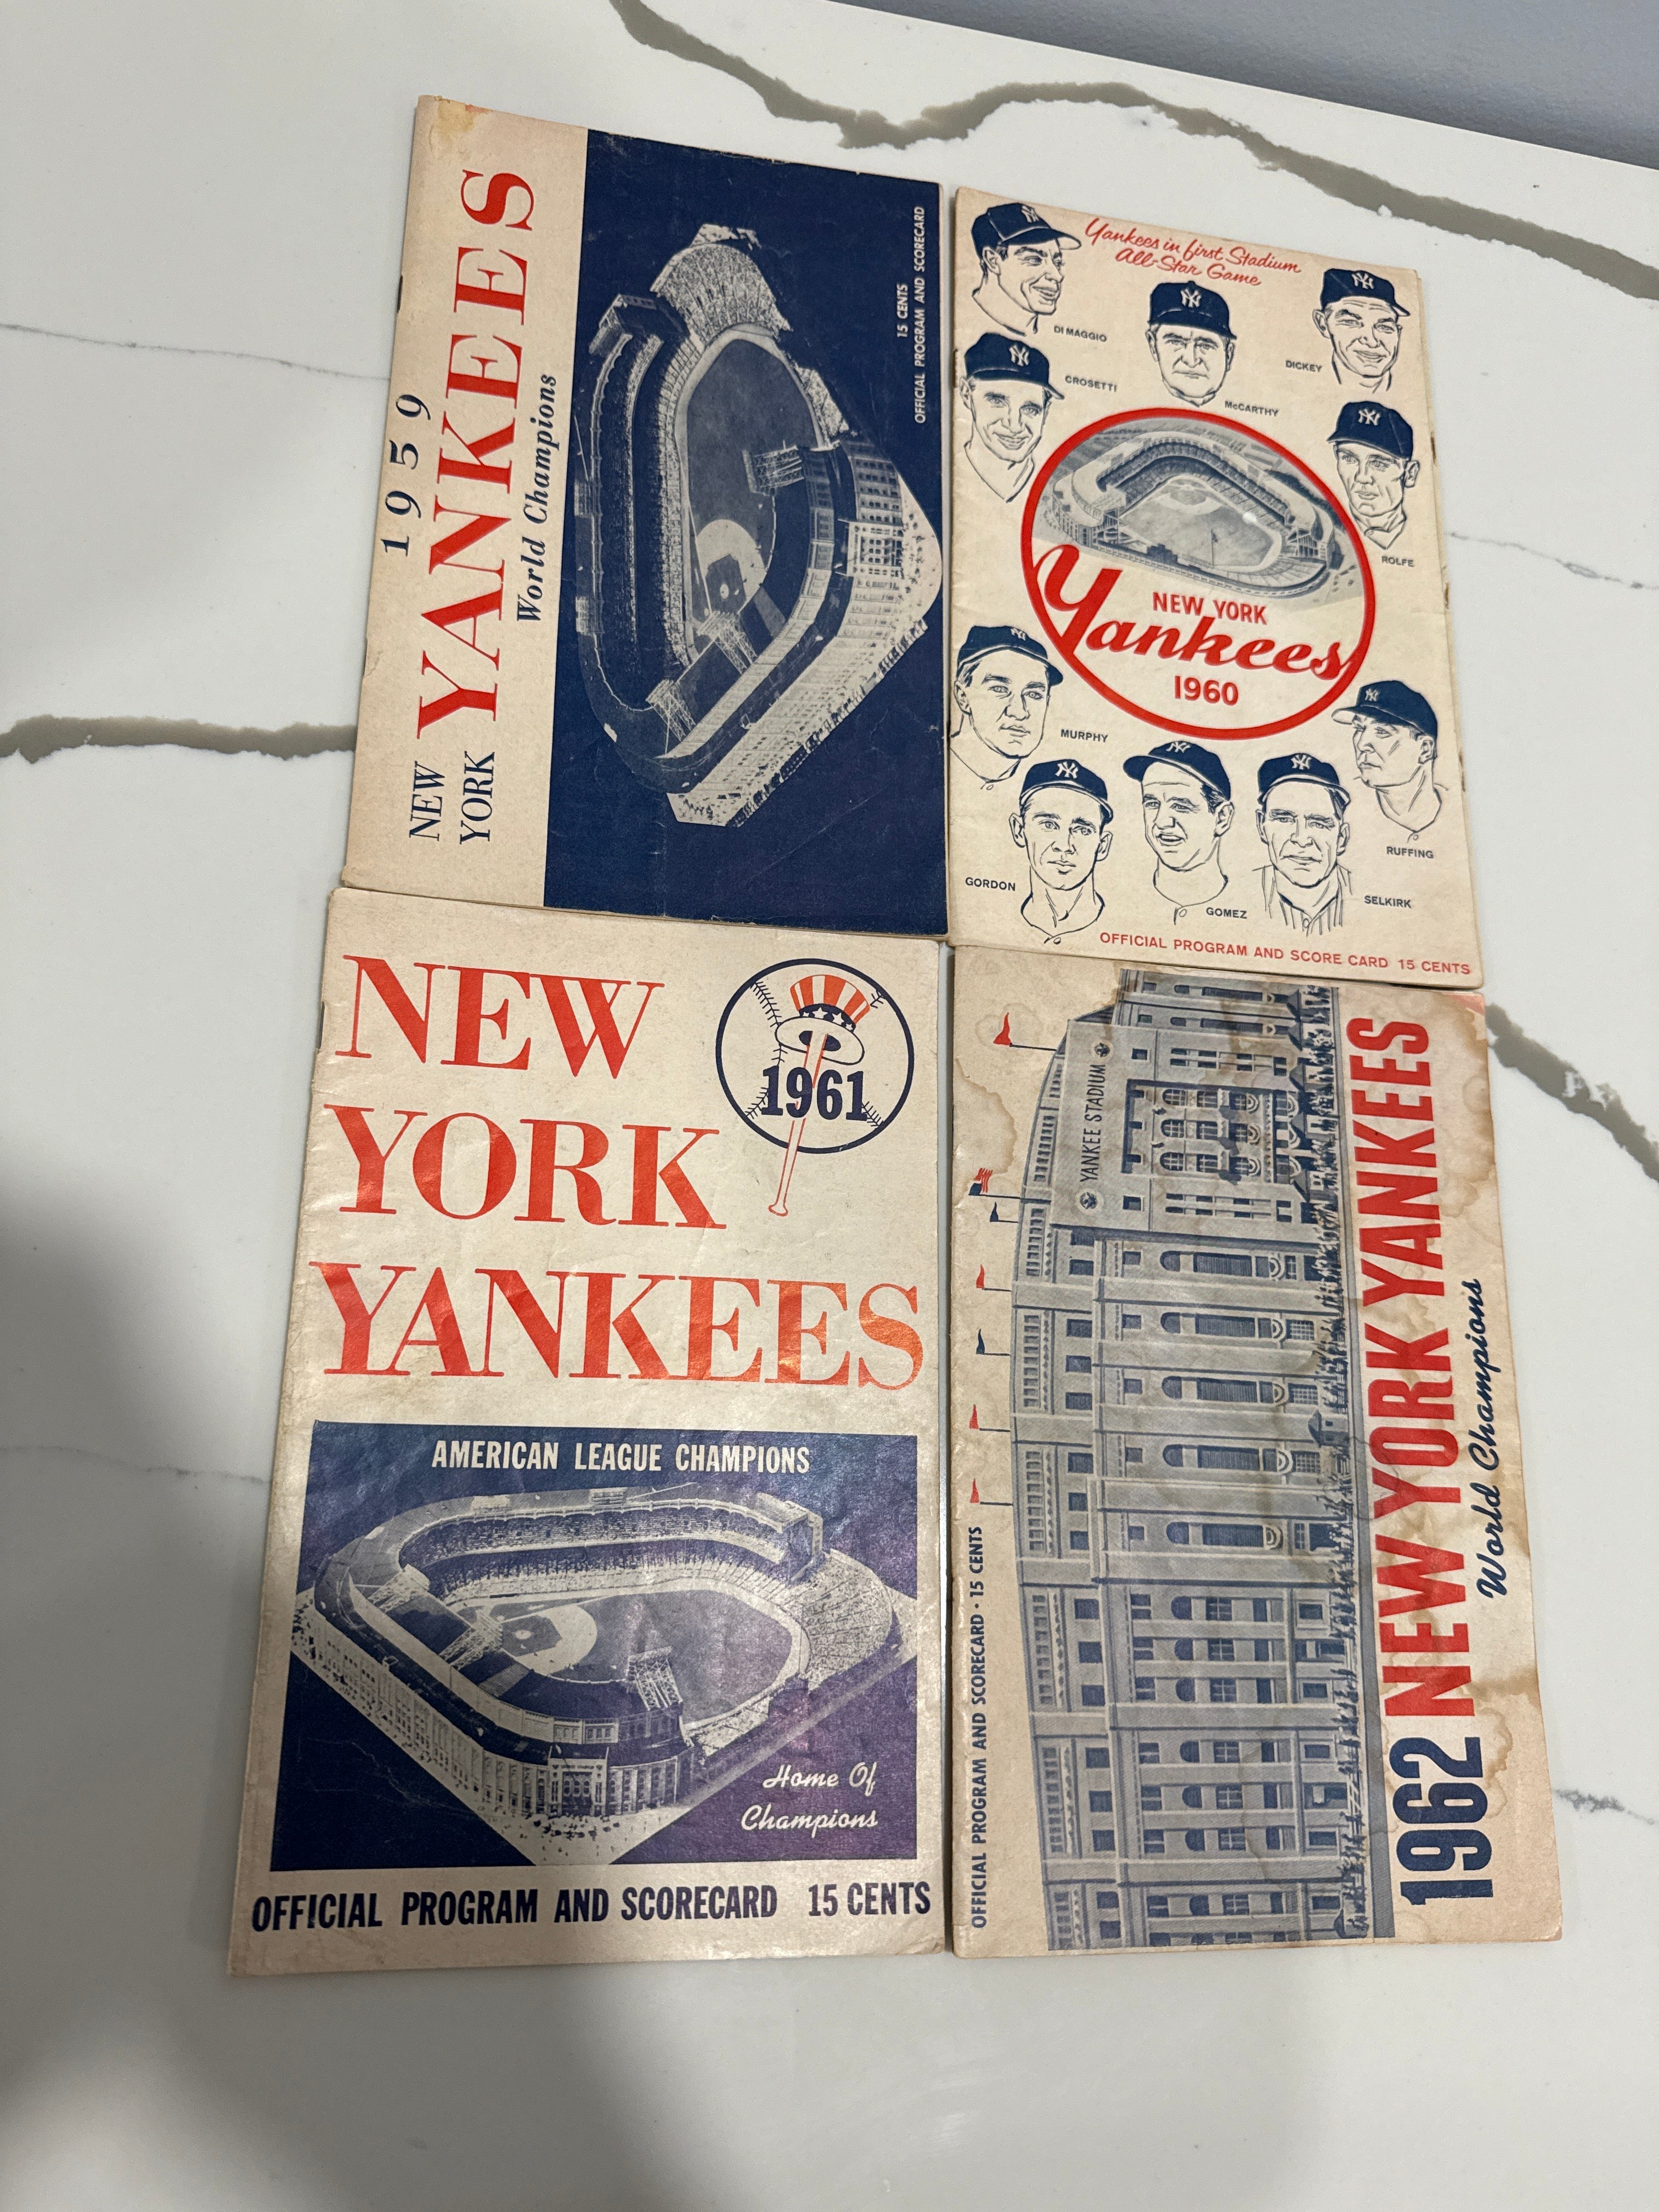 1959
NEW
YORK
YANKEES
World Champions
15 CENTS
OFFICIAL PROGRAM AND SCORECARD
Yankees in first Stadium
All-Star Game
DI MAGGIO
CROSETTI
McCARTHY
DICKEY
ROLFE
NEW YORK
Yankees
1960
MURPHY
GORDON
GOMEZ
SELKIRK
RUFFING
OFFICIAL PROGRAM AND SCORE CARD 15 CENTS
NEW
YORK
YANKEES
1961
AMERICAN LEAGUE CHAMPIONS
Home Of
Champions
OFFICIAL PROGRAM AND SCORECARD 15 CENTS
OFFICIAL PROGRAM AND SCORECARD · 15 CENTS
YANKEE STADIUM
1962 NEW YORK YANKEES
World Champions